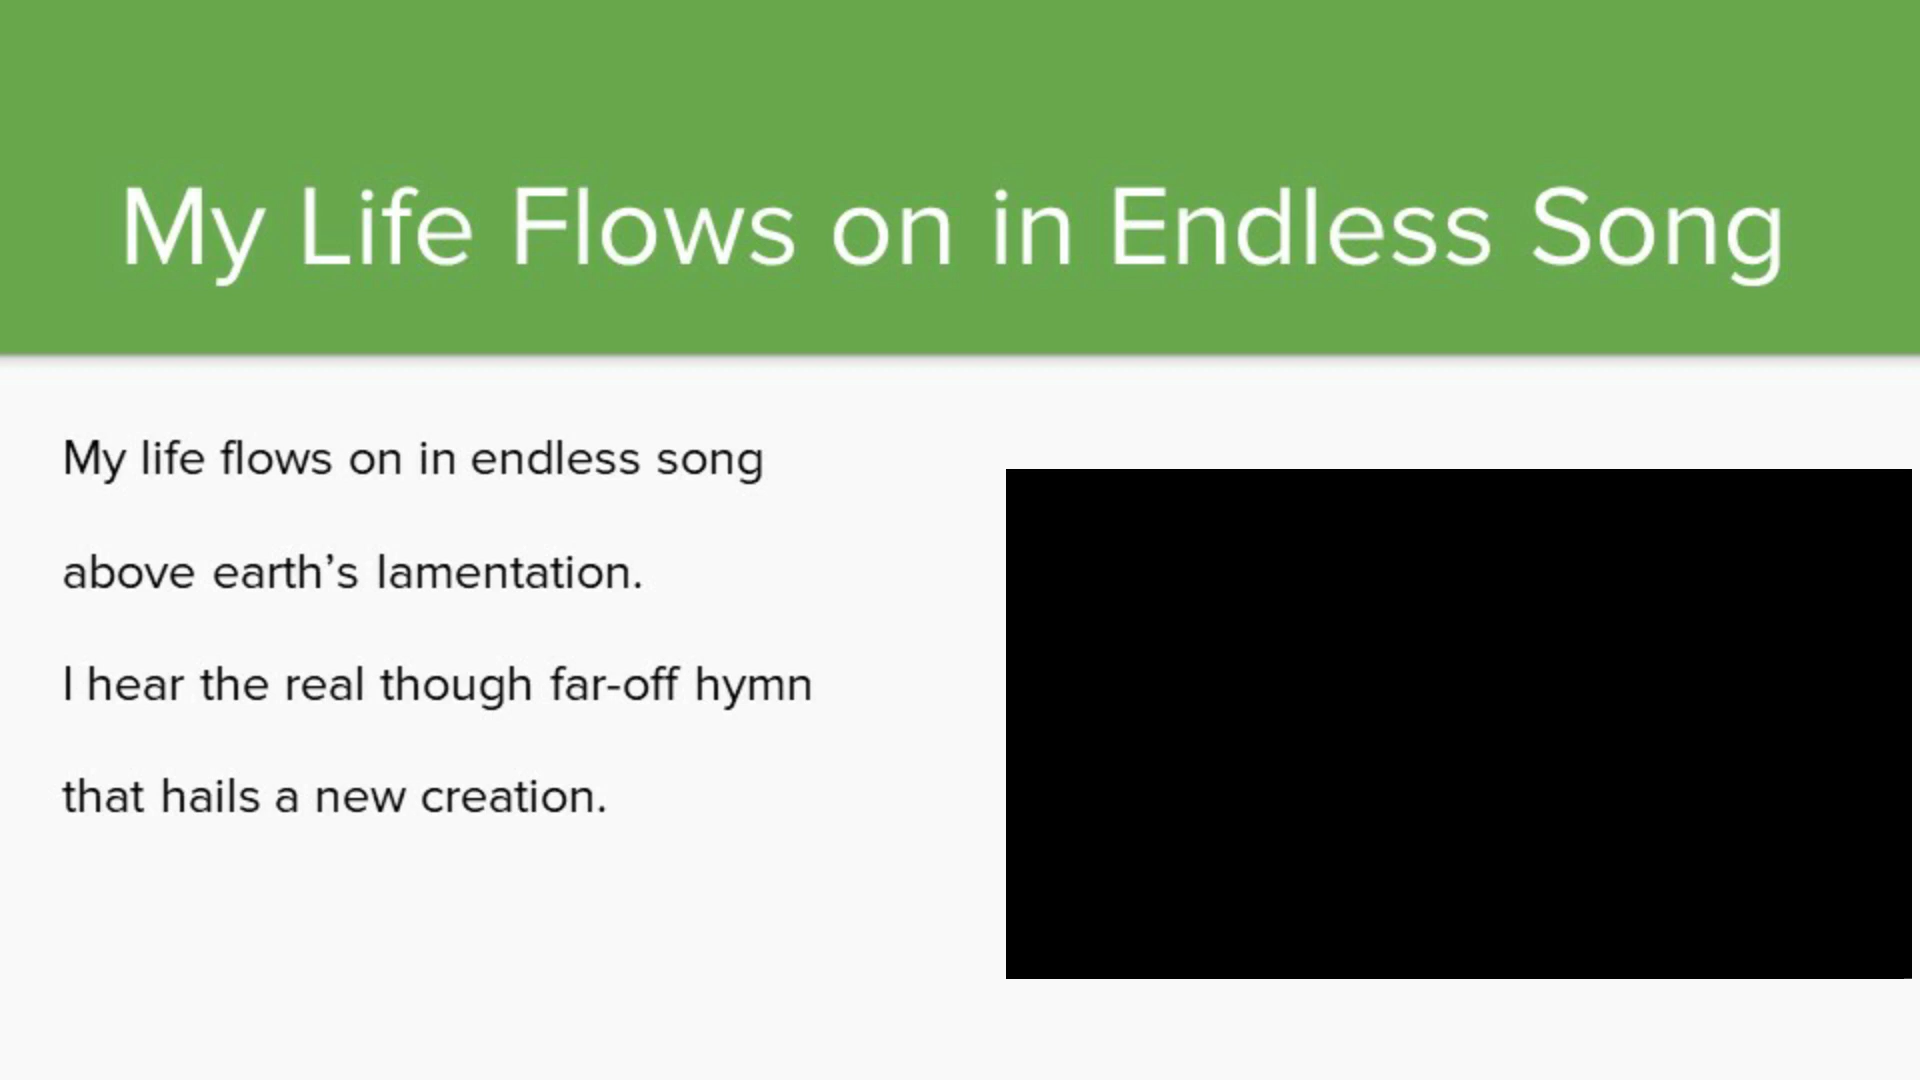 My Life Flows on in Endless Song
My life flows on in endless song
above earth’s lamentation.
I hear the real though far-off hymn
that hails a new creation.